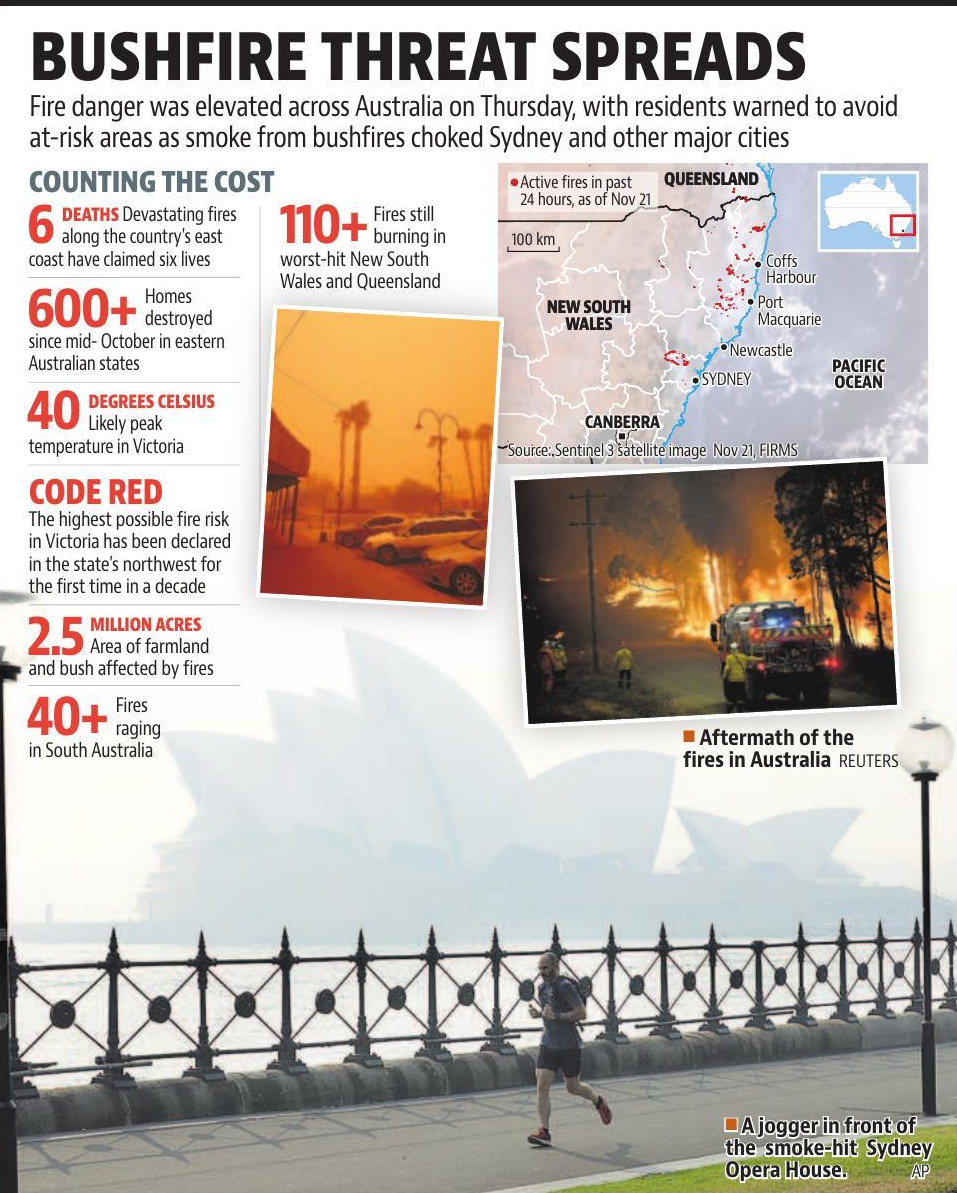 BUSHFIRE THREAT SPREADS
Fire danger was elevated across Australia on Thursday, with residents warned to avoid
at-risk areas as smoke from bushfires choked Sydney and other major cities
COUNTING THE COST
6 DEATHS Devastating fires
along the country's east
coast have claimed six lives
600+ Homes
destroyed
since mid- October in eastern
Australian states
40 DEGREES CELSIUS
Likely peak
temperature in Victoria
CODE RED
The highest possible fire risk
in Victoria has been declared
in the state's northwest for
the first time in a decade
2.5 MILLION ACRES
Area of farmland
and bush affected by fires
40+ Fires
raging
in South Australia
110+ Fires still
burning in
worst-hit New South
Wales and Queensland
Active fires in past
24 hours, as of Nov 21
QUEENSLAND
100 km
Coffs
Harbour
NEW SOUTH
WALES
Port
Macquarie
Newcastle
PACIFIC
OCEAN
SYDNEY
CANBERRA
Source:,Sentinel 3 satellite image Nov 21, FIRMS
Aftermath of the
fires in Australia REUTERS
A jogger in front of
the smoke-hit Sydney
Opera House. AP